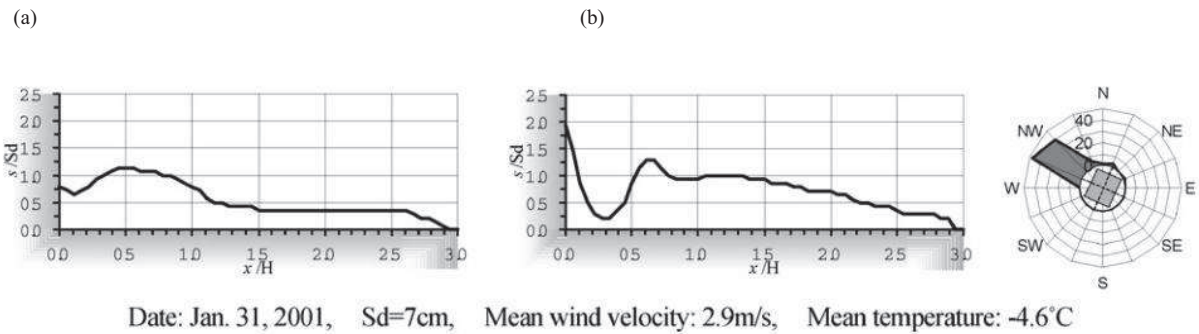 (a)
(b)
2.5
2.0
1.5
1.0
0.5
0.0
s/Sd
0.0 0.5 1.0 1.5 2.0 2.5 3.0
x/H
2.5
2.0
1.5
1.0
0.5
0.0
s/Sd
0.0 0.5 1.0 1.5 2.0 2.5 3.0
x/H
N
NW
NE
40
20
0
W
E
SW
SE
S
Date: Jan. 31, 2001, Sd=7cm, Mean wind velocity: 2.9m/s, Mean temperature: -4.6°C